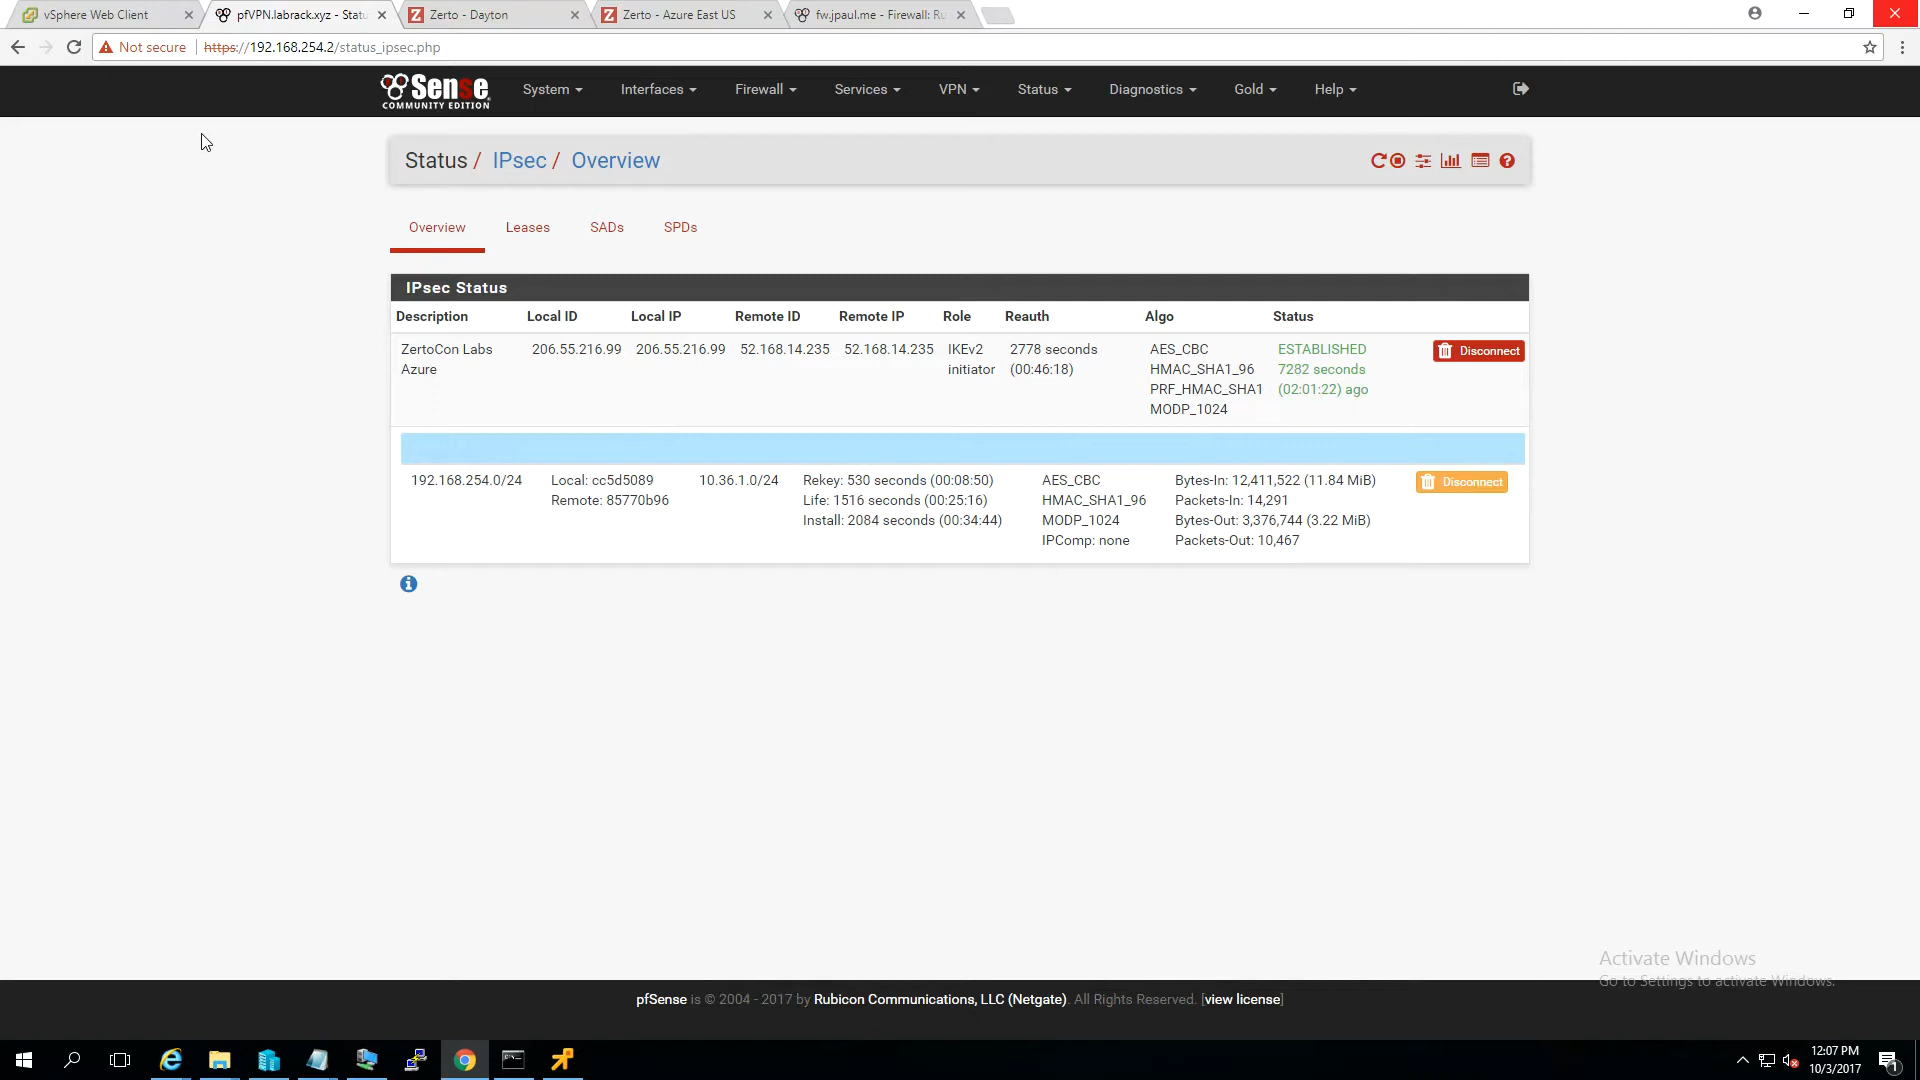 vSphere Web Client
pfVPN.labrack.xyz - Statu
Zerto - Dayton
Zerto - Azure East US
fw.jpaul.me - Firewall: Ru
Not secure
https://192.168.254.2/status_ipsec.php
Sense
COMMUNITY EDITION
System
Interfaces
Firewall
Services
VPN
Status
Diagnostics
Gold
Help
Status / IPsec / Overview
Overview
Leases
SADs
SPDs
IPsec Status
Description Local ID Local IP Remote ID Remote IP Role Reauth Algo Status
ZertoCon Labs 206.55.216.99 206.55.216.99 52.168.14.235 52.168.14.235 IKEv2 2778 seconds AES_CBC ESTABLISHED Disconnect
Azure initiator (00:46:18) HMAC_SHA1_96 7282 seconds
PRF_HMAC_SHA1 (02:01:22) ago
MODP_1024
192.168.254.0/24 Local: cc5d5089 10.36.1.0/24 Rekey: 530 seconds (00:08:50) AES_CBC Bytes-In: 12,411,522 (11.84 MiB) Disconnect
Remote: 85770b96 Life: 1516 seconds (00:25:16) HMAC_SHA1_96 Packets-In: 14,291
Install: 2084 seconds (00:34:44) MODP_1024 Bytes-Out: 3,376,744 (3.22 MiB)
IPComp: none Packets-Out: 10,467
Activate Windows
Go to Settings to activate Windows.
pfSense is © 2004 - 2017 by Rubicon Communications, LLC (Netgate). All Rights Reserved. [view license]
12:07 PM
10/3/2017
1